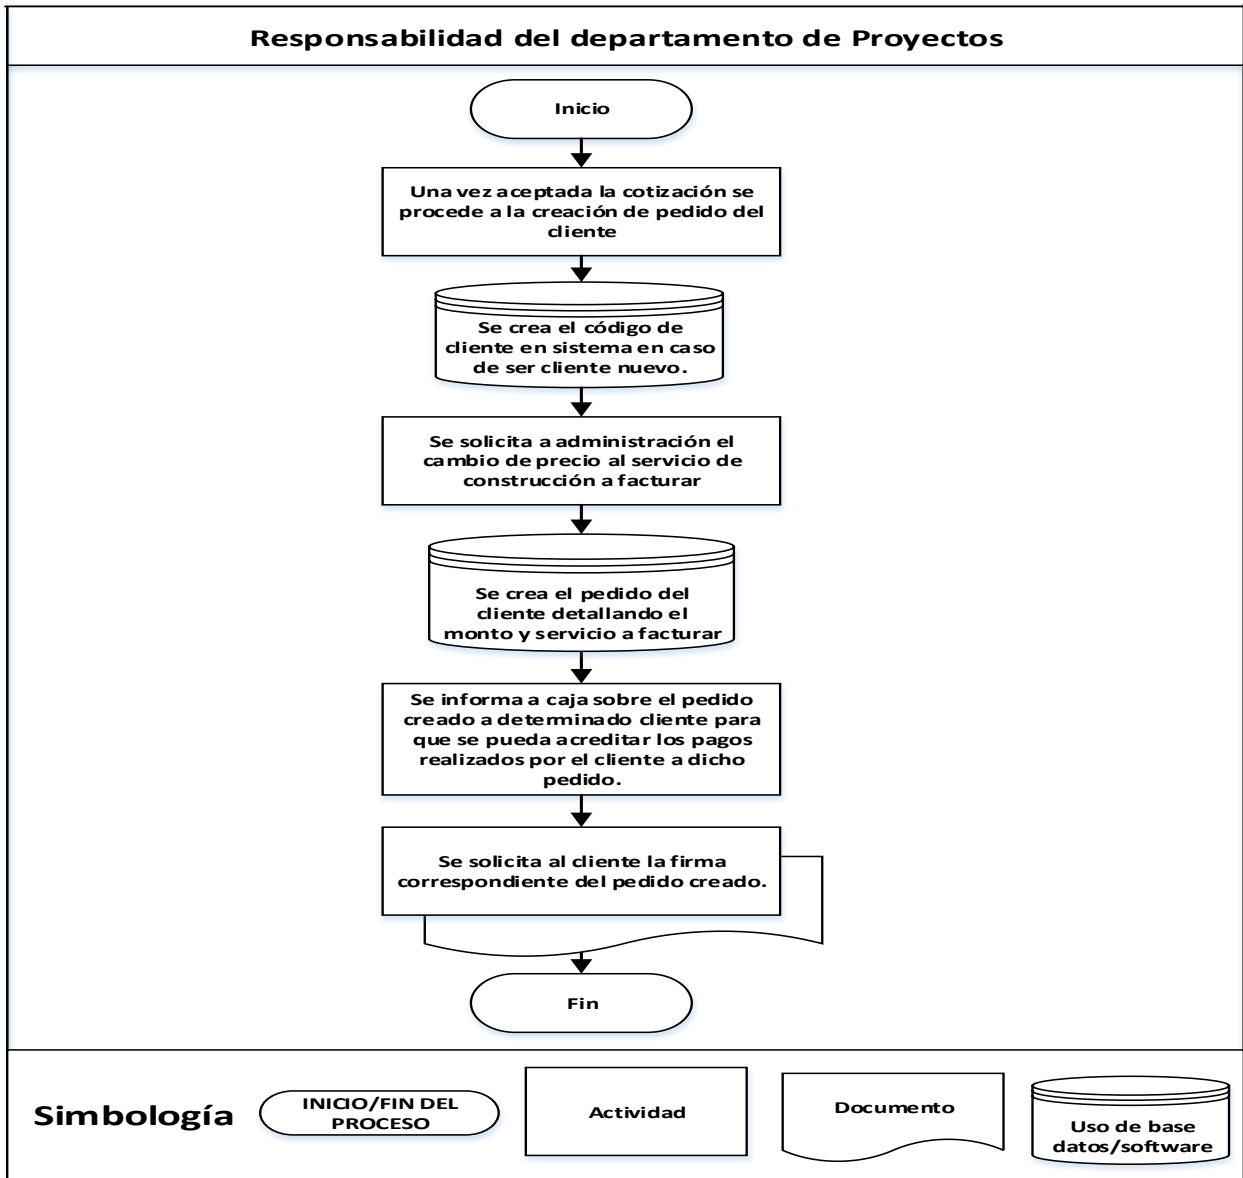 Responsabilidad del departamento de Proyectos
Inicio
Una vez aceptada la cotización se
procede a la creación de pedido del
cliente
Se crea el código de
cliente en sistema en caso
de ser cliente nuevo.
Se solicita a administración el
cambio de precio al servicio de
construcción a facturar
Se crea el pedido del
cliente detallando el
monto y servicio a facturar
Se informa a caja sobre el pedido
creado a determinado cliente para
que se pueda acreditar los pagos
realizados por el cliente a dicho
pedido.
Se solicita al cliente la firma
correspondiente del pedido creado.
Fin
Simbología
INICIO/FIN DEL
PROCESO
Actividad
Documento
Uso de base
datos/software